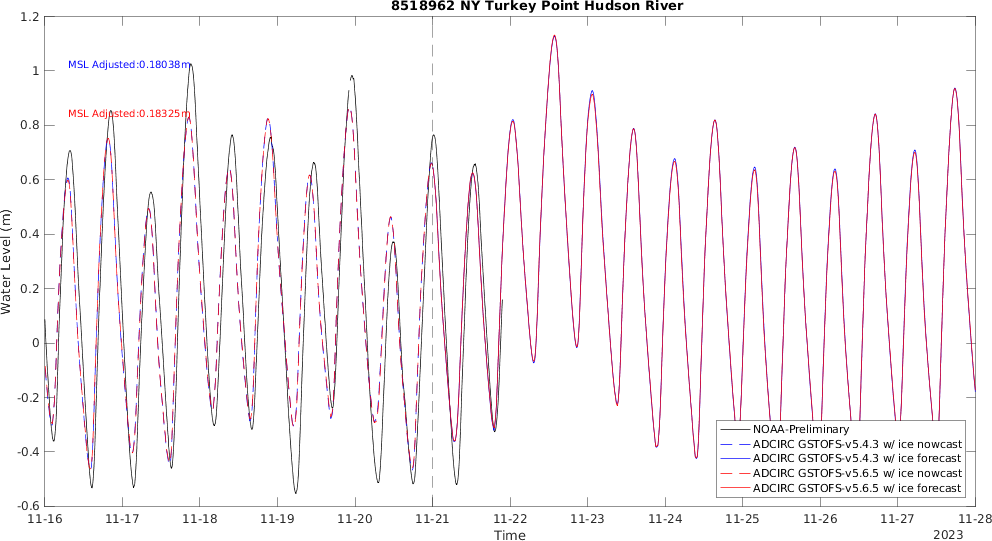 8518962 NY Turkey Point Hudson River
1.2
1
0.8
0.6
0.4
0.2
0
-0.2
-0.4
-0.6
Water Level (m)
MSL Adjusted:0.18038m
MSL Adjusted:0.18325m
NOAA-Preliminary
ADCIRC GSTOFS-v5.4.3 w/ ice nowcast
ADCIRC GSTOFS-v5.4.3 w/ ice forecast
ADCIRC GSTOFS-v5.6.5 w/ ice nowcast
ADCIRC GSTOFS-v5.6.5 w/ ice forecast
11-16 11-17 11-18 11-19 11-20 11-21 11-22 11-23 11-24 11-25 11-26 11-27 11-28
Time
2023